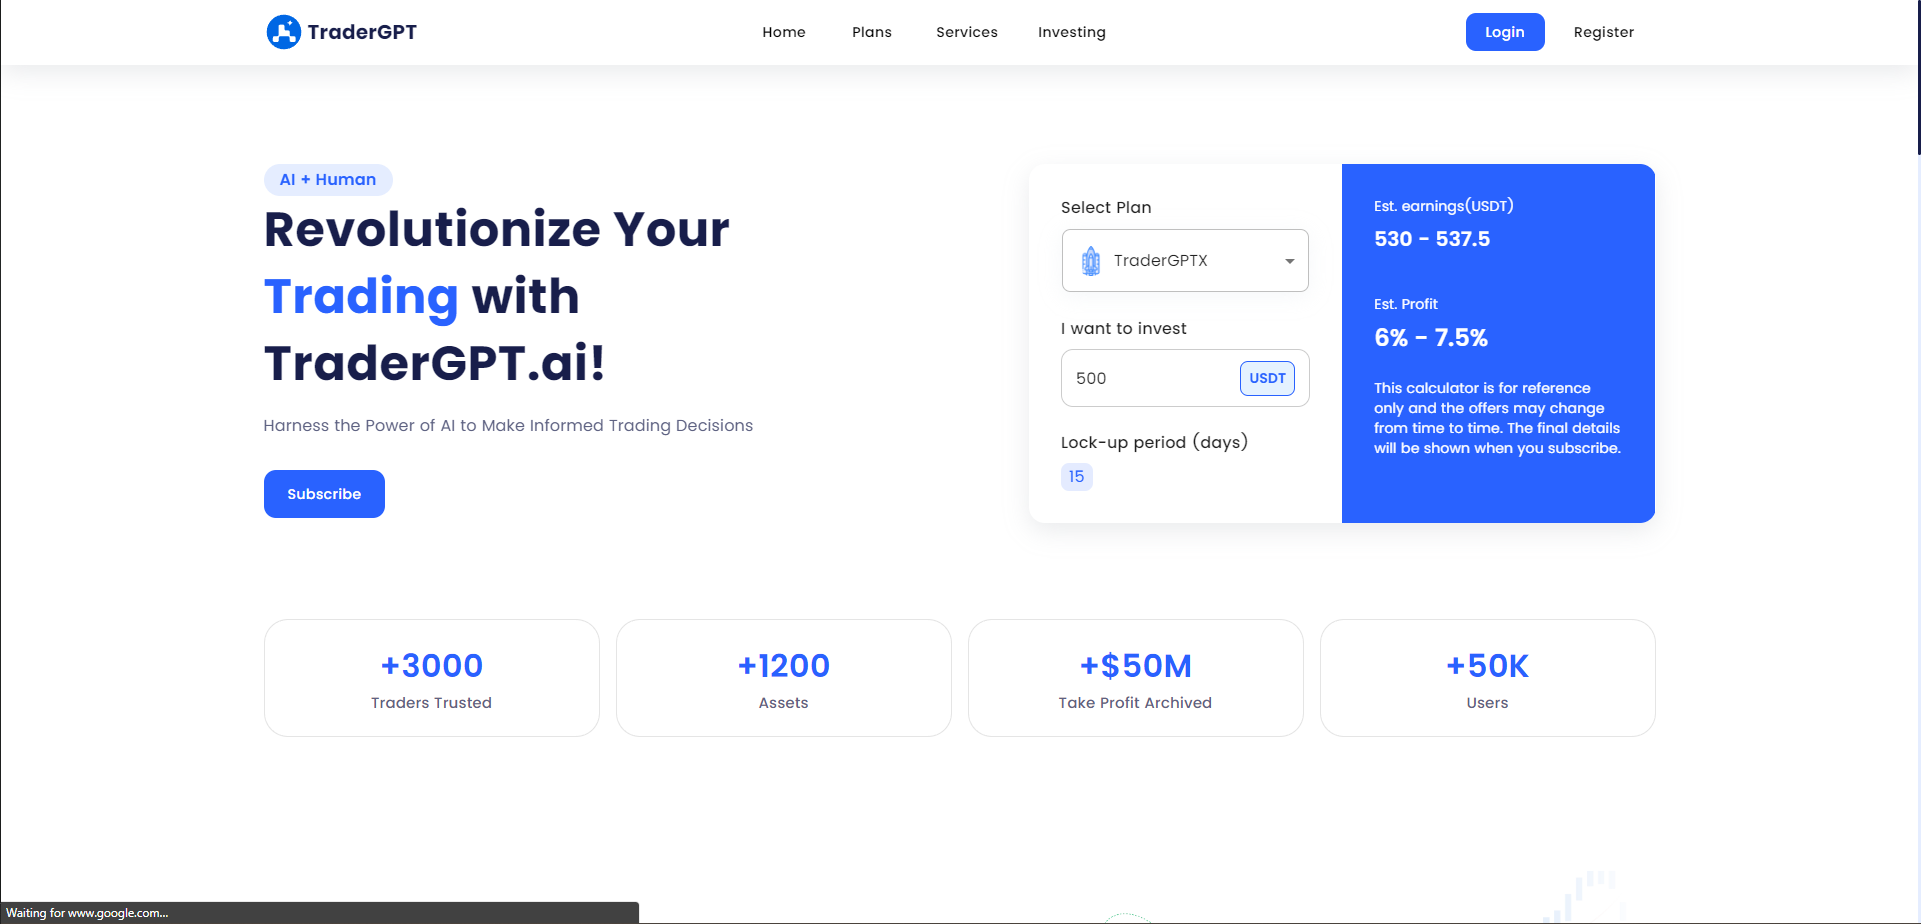 TraderGPT
Home Plans Services Investing
Login Register
AI + Human
Revolutionize Your
Trading with
TraderGPT.ai!
Harness the Power of AI to Make Informed Trading Decisions
Subscribe
Select Plan
TraderGPTX
I want to invest
500 USDT
Lock-up period (days)
15
Est. earnings(USDT)
530 - 537.5
Est. Profit
6% - 7.5%
This calculator is for reference
only and the offers may change
from time to time. The final details
will be shown when you subscribe.
+3000
Traders Trusted
+1200
Assets
+$50M
Take Profit Archived
+50K
Users
Waiting for www.google.com...